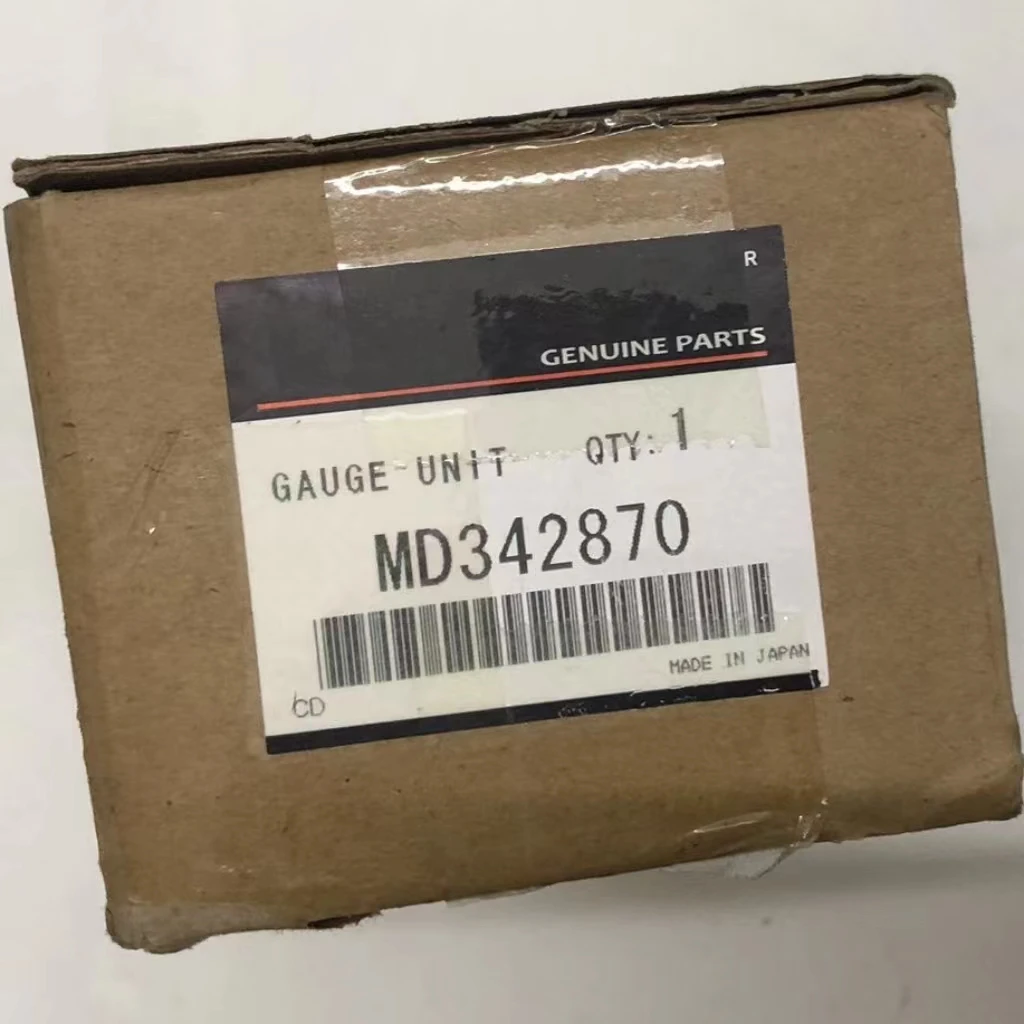 R
GENUINE PARTS
GAUGE-UNIT QTY: 1
MD342870
MADE IN JAPAN
CD